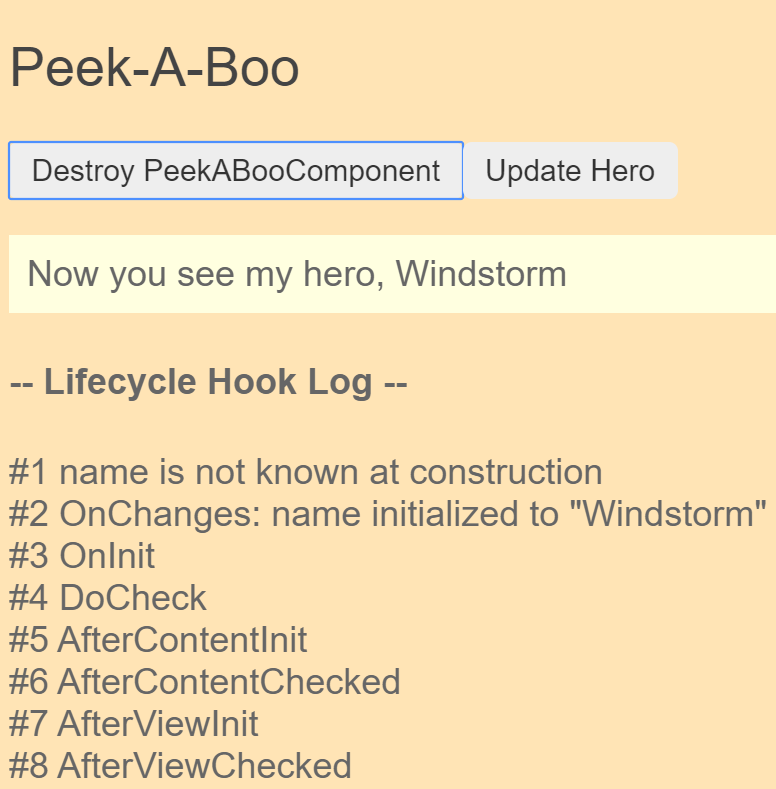 Peek-A-Boo
Destroy PeekABooComponent Update Hero
Now you see my hero, Windstorm
-- Lifecycle Hook Log --
#1 name is not known at construction
#2 OnChanges: name initialized to "Windstorm"
#3 OnInit
#4 DoCheck
#5 AfterContentInit
#6 AfterContentChecked
#7 AfterViewInit
#8 AfterViewChecked